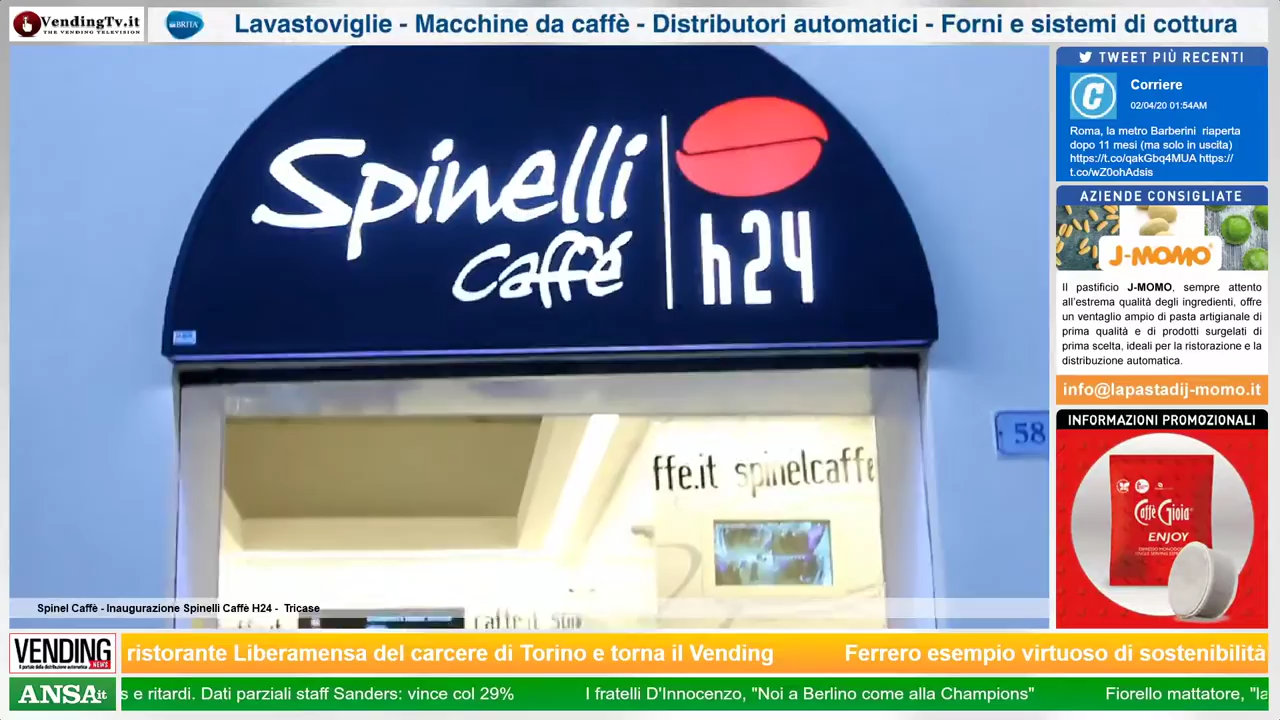 VendingTv.it
THE VENDING TELEVISION
BRITA
Lavastoviglie - Macchine da caffè - Distributori automatici - Forni e sistemi di cottura
Spinelli
caffè
h24
58
ffe.it spinelcaffe
Spinel Caffè - Inaugurazione Spinelli Caffè H24 - Tricase
TWEET PIÙ RECENTI
Corriere
02/04/20 01:54AM
Roma, la metro Barberini riaperta
dopo 11 mesi (ma solo in uscita)
https://t.co/qakGbq4MUA https://
t.co/wZ0ohAdsis
AZIENDE CONSIGLIATE
J-MOMO
Il pastificio J-MOMO, sempre attento
all'estrema qualità degli ingredienti, offre
un ventaglio ampio di pasta artigianale di
prima qualità e di prodotti surgelati di
prima scelta, ideali per la ristorazione e la
distribuzione automatica.
info@lapastadij-momo.it
INFORMAZIONI PROMOZIONALI
Caffè Gioia
ENJOY
VENDING
NEWS
Il portale della distribuzione automatica
ristorante Liberamensa del carcere di Torino e torna il Vending Ferrero esempio virtuoso di sostenibilità
ANSA.it
s e ritardi. Dati parziali staff Sanders: vince col 29% I fratelli D'Innocenzo, "Noi a Berlino come alla Champions" Fiorello mattatore, "la